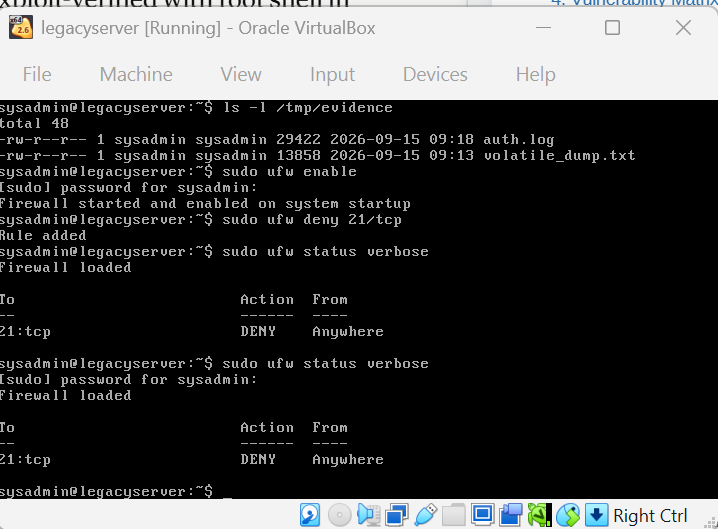 xploit-verified with root shell in
4. Vulnerability Matrix
legacyserver [Running] - Oracle VirtualBox
File Machine View Input Devices Help
sysadmin@legacyserver:~$ ls -l /tmp/evidence
total 48
-rw-r--r-- 1 sysadmin sysadmin 29422 2026-09-15 09:18 auth.log
-rw-r--r-- 1 sysadmin sysadmin 13858 2026-09-15 09:13 volatile_dump.txt
sysadmin@legacyserver:~$ sudo ufw enable
[sudo] password for sysadmin:
Firewall started and enabled on system startup
sysadmin@legacyserver:~$ sudo ufw deny 21/tcp
Rule added
sysadmin@legacyserver:~$ sudo ufw status verbose
Firewall loaded
To Action From
-- ------ ----
21:tcp DENY Anywhere
sysadmin@legacyserver:~$ sudo ufw status verbose
[sudo] password for sysadmin:
Firewall loaded
To Action From
-- ------ ----
21:tcp DENY Anywhere
sysadmin@legacyserver:~$ _
Right Ctrl